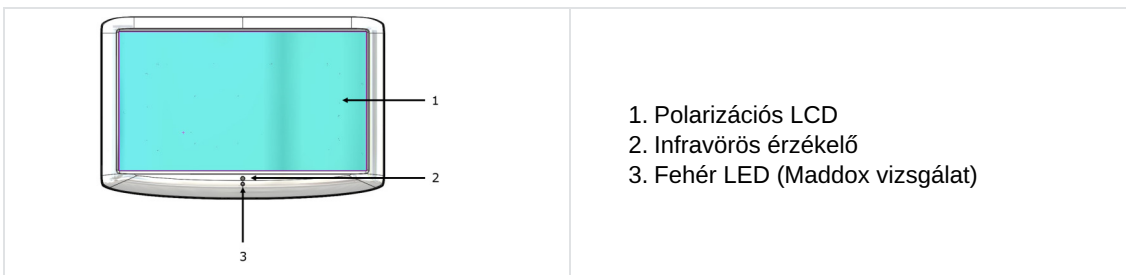 1
2
3
1. Polarizációs LCD
2. Infravörös érzékelő
3. Fehér LED (Maddox vizsgálat)